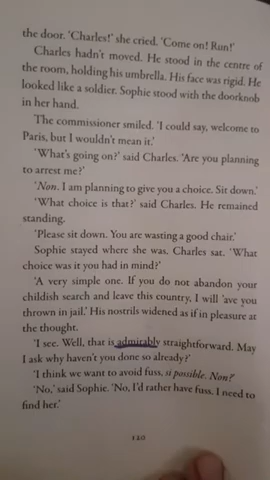 the door. 'Charles!' she cried. 'Come on! Run!'
Charles hadn't moved. He stood in the centre of
the room, holding his umbrella. His face was rigid. He
looked like a soldier. Sophie stood with the doorknob
in her hand.
The commissioner smiled. 'I could say, welcome to
Paris, but I wouldn't mean it.'
'What's going on?' said Charles. 'Are you planning
to arrest me?'
'Non. I am planning to give you a choice. Sit down.'
'What choice is that?' said Charles. He remained
standing.
'Please sit down. You are wasting a good chair.'
Sophie stayed where she was. Charles sat. 'What
choice was it you had in mind?'
'A very simple one. If you do not abandon your
childish search and leave this country, I will 'ave you
thrown in jail.' His nostrils widened as if in pleasure at
the thought.
'I see. Well, that is admirably straightforward. May
I ask why haven't you done so already?'
'I think we want to avoid fuss, si possible. Non?'
'No,' said Sophie. 'No, I'd rather have fuss. I need to
find her.'
120